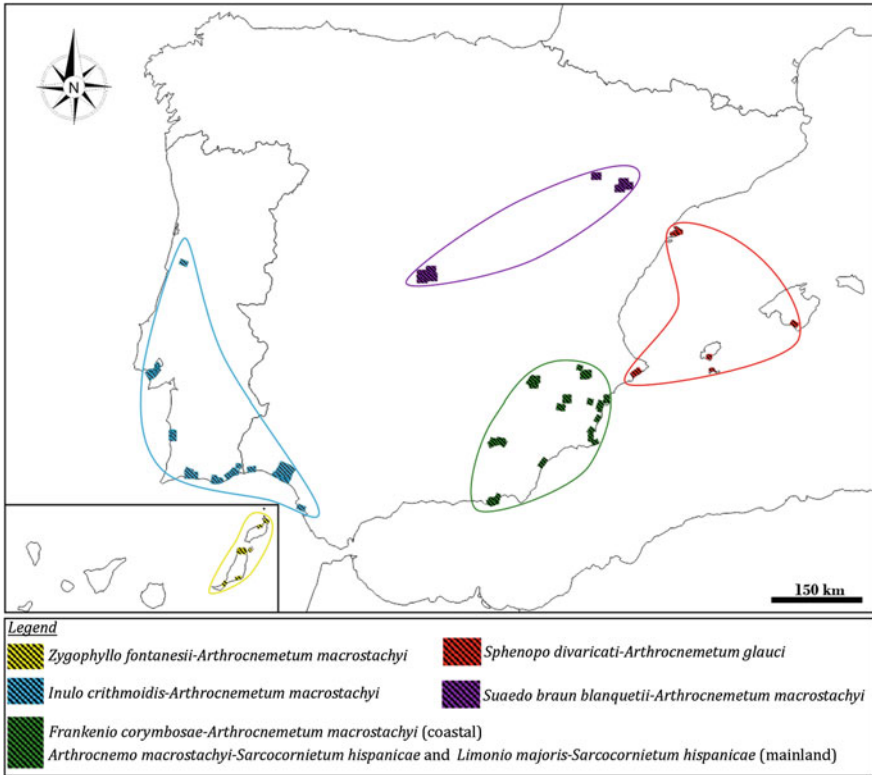 N
150 km
Legend
Zygophyllo fontanesii-Arthrocnemetum macrostachyi
Sphenopo divaricati-Arthrocnemetum glauci
Inulo crithmoidis-Arthrocnemetum macrostachyi
Suaedo braun blanquetii-Arthrocnemetum macrostachyi
Frankenio corymbosae-Arthrocnemetum macrostachyi (coastal)
Arthrocnemo macrostachyi-Sarcocornietum hispanicae and Limonio majoris-Sarcocornietum hispanicae (mainland)